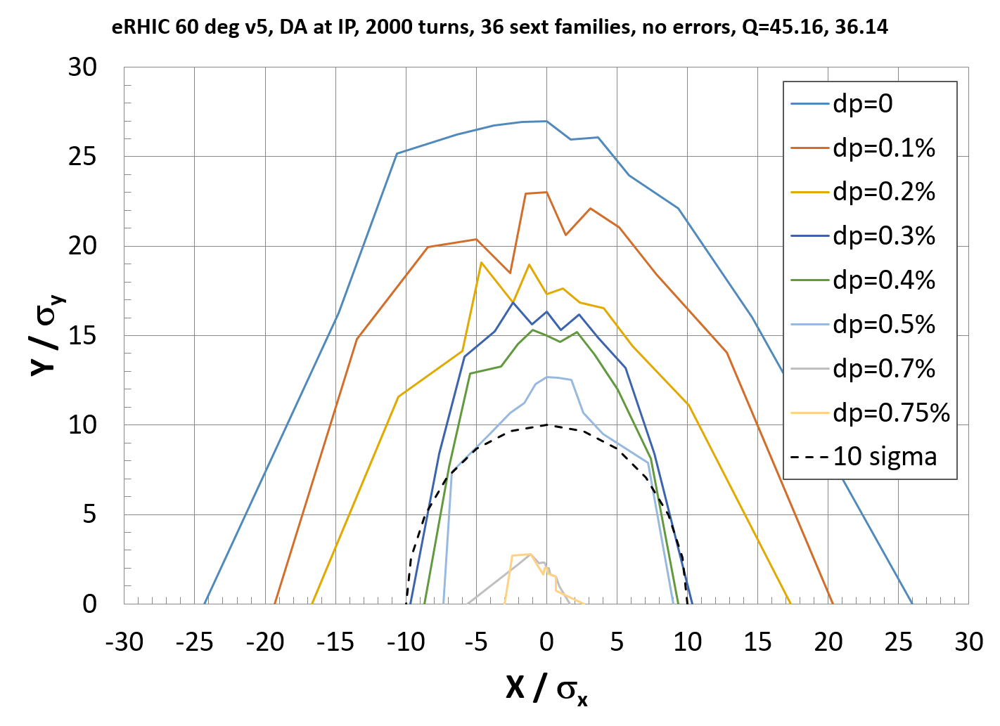 eRHIC 60 deg v5, DA at IP, 2000 turns, 36 sext families, no errors, Q=45.16, 36.14
30
25
20
15
10
5
0
Y / σy
dp=0
dp=0.1%
dp=0.2%
dp=0.3%
dp=0.4%
dp=0.5%
dp=0.7%
dp=0.75%
10 sigma
-30 -25 -20 -15 -10 -5 0 5 10 15 20 25 30
X / σx